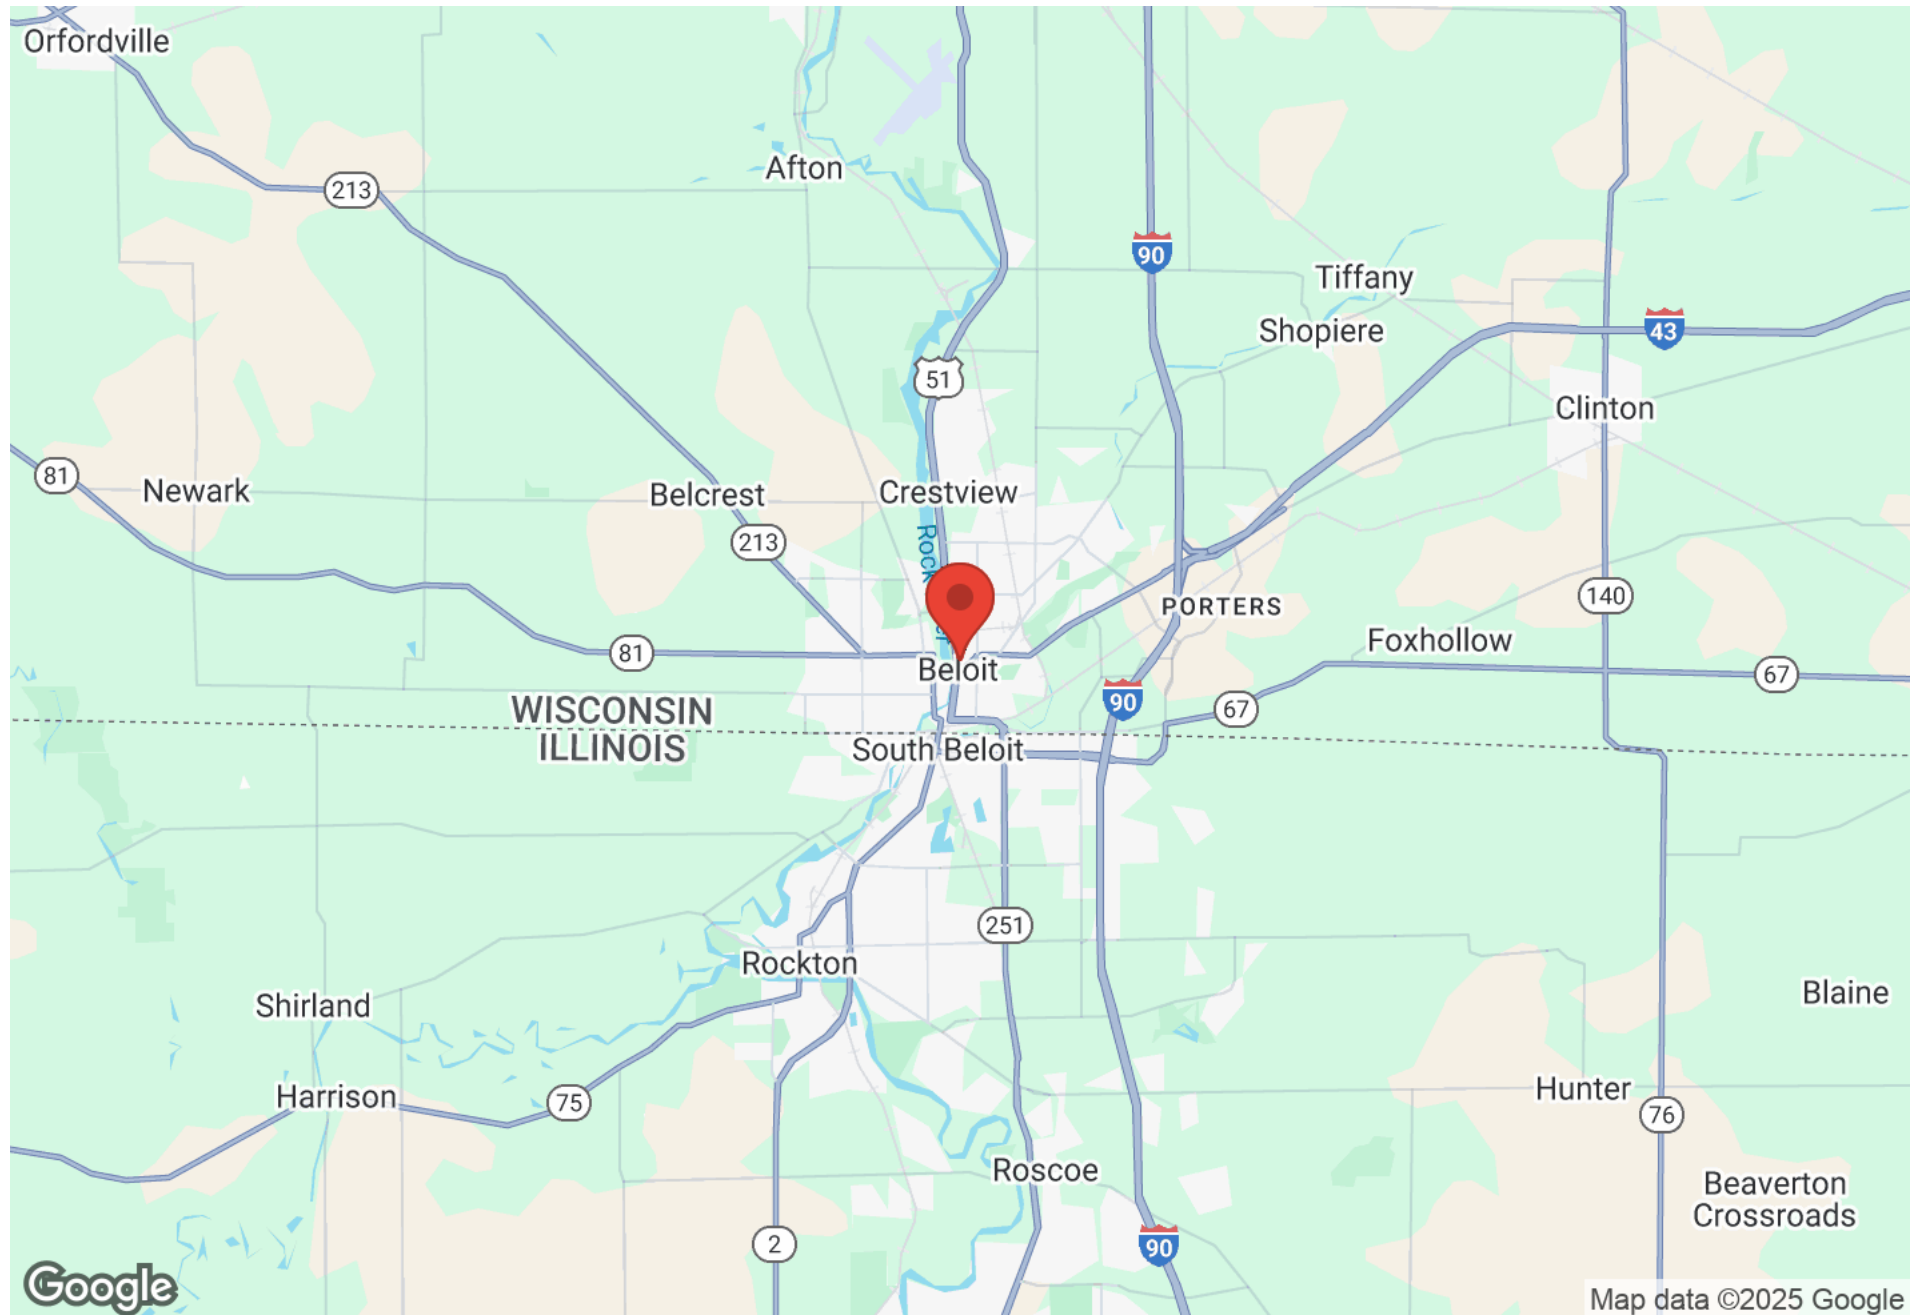 Orfordville
Afton
213
90
Tiffany
Shopiere
43
51
Clinton
81
Newark
Belcrest
Crestview
213
Rock
er
140
PORTERS
Foxhollow
81
Beloit
67
90
67
WISCONSIN
ILLINOIS
South Beloit
251
Rockton
Shirland
Blaine
Harrison
75
Hunter
76
Roscoe
Beaverton
Crossroads
2
90
Google
Map data ©2025 Google